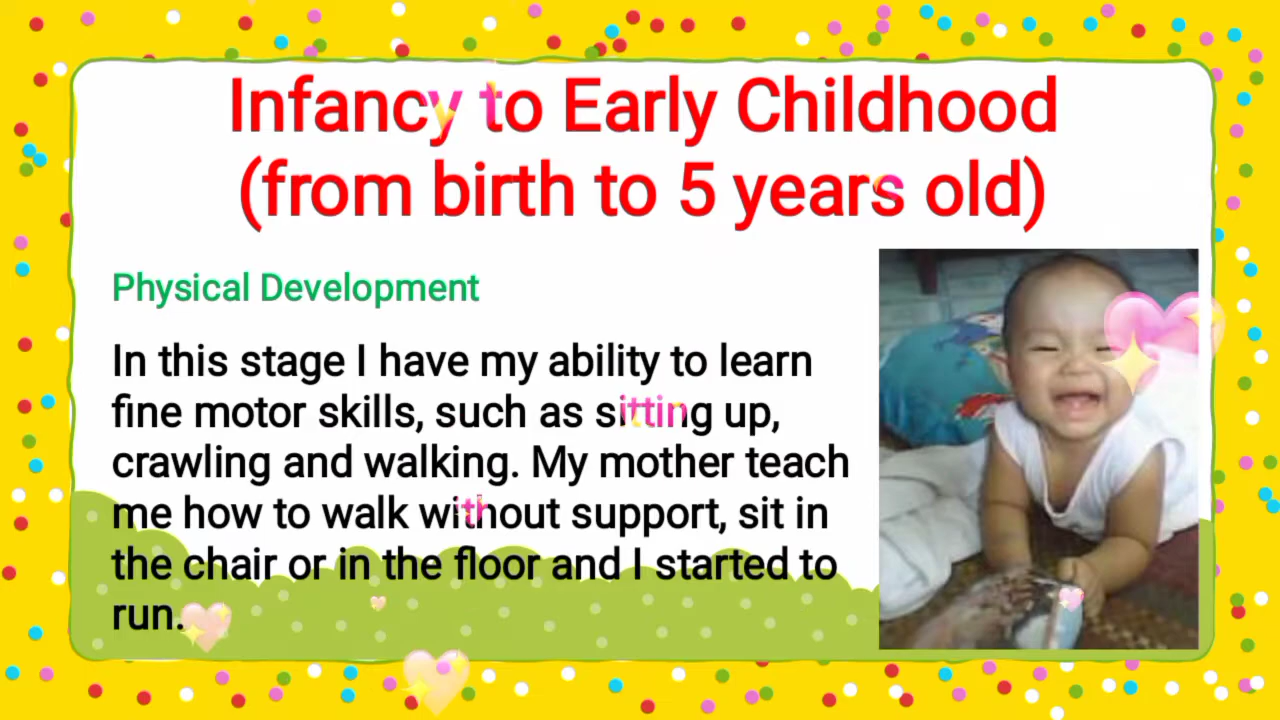 Infancy to Early Childhood
(from birth to 5 years old)
Physical Development
In this stage I have my ability to learn
fine motor skills, such as sitting up,
crawling and walking. My mother teach
me how to walk without support, sit in
the chair or in the floor and I started to
run.